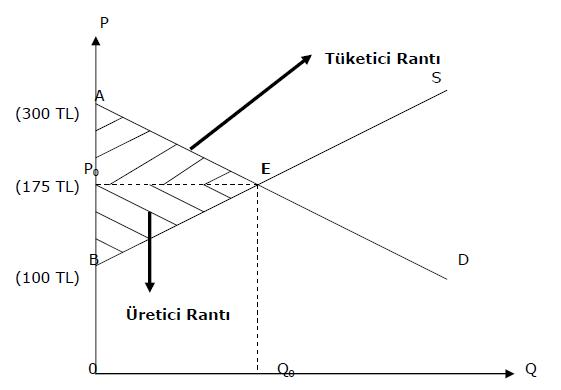 P
Tüketici Rantı
S
A
(300 TL)
P₀
E
(175 TL)
B
D
(100 TL)
Üretici Rantı
0
Q₀
Q